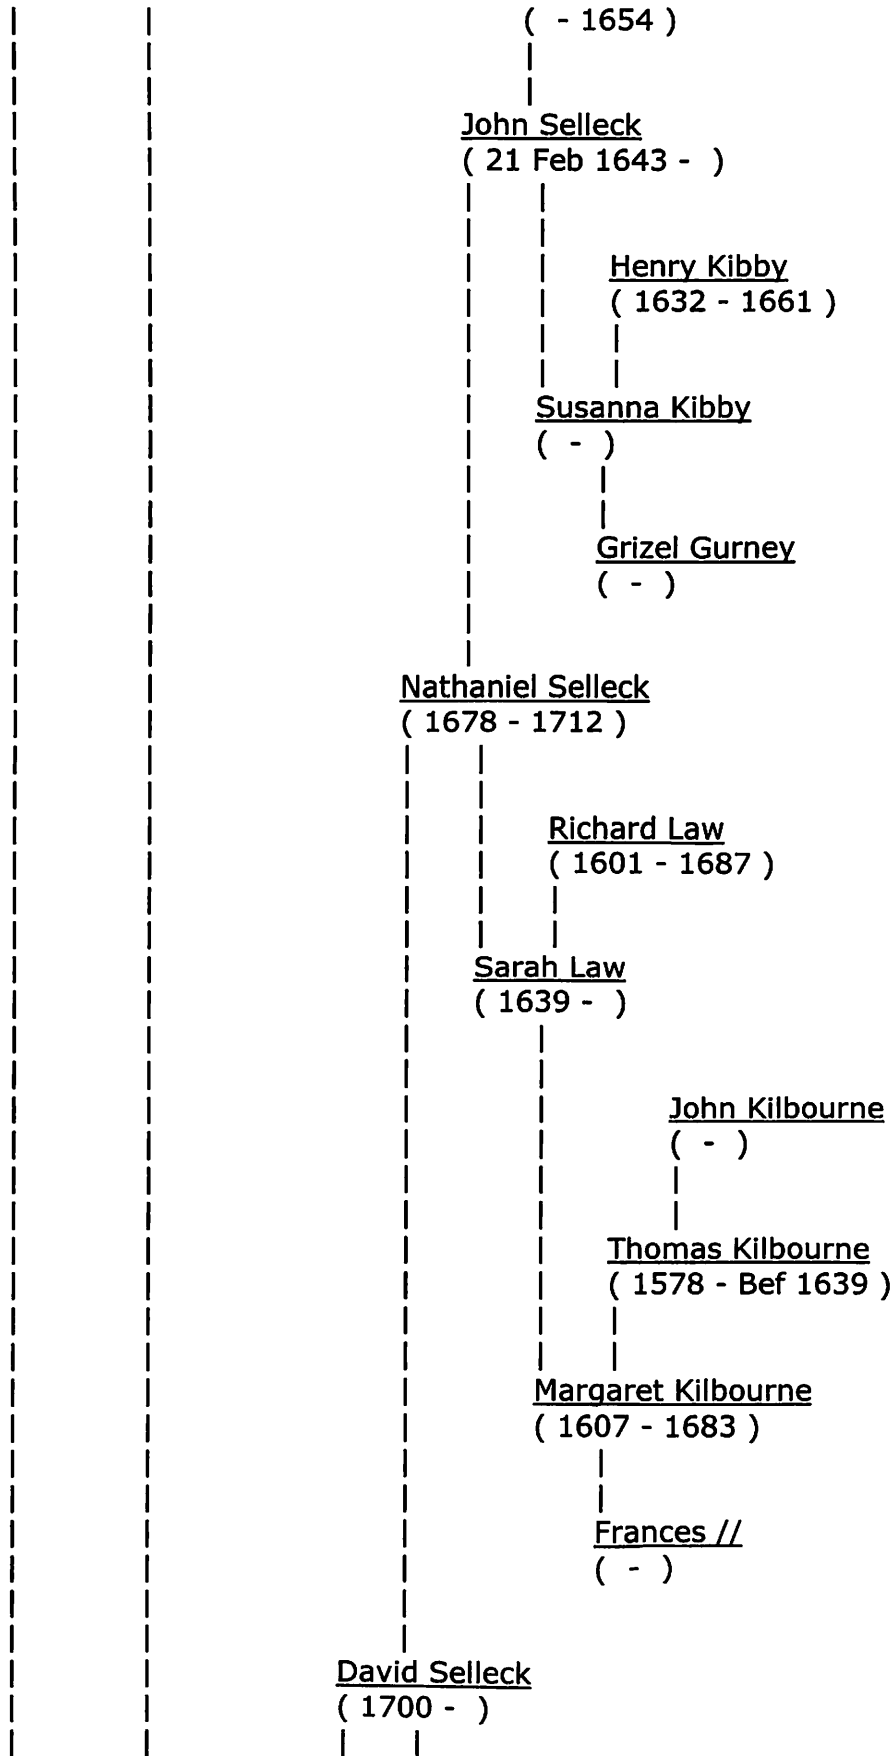 ( - 1654 )
John Selleck
( 21 Feb 1643 - )
Henry Kibby
( 1632 - 1661 )
Susanna Kibby
( - )
Grizel Gurney
( - )
Nathaniel Selleck
( 1678 - 1712 )
Richard Law
( 1601 - 1687 )
Sarah Law
( 1639 - )
John Kilbourne
( - )
Thomas Kilbourne
( 1578 - Bef 1639 )
Margaret Kilbourne
( 1607 - 1683 )
Frances //
( - )
David Selleck
( 1700 - )